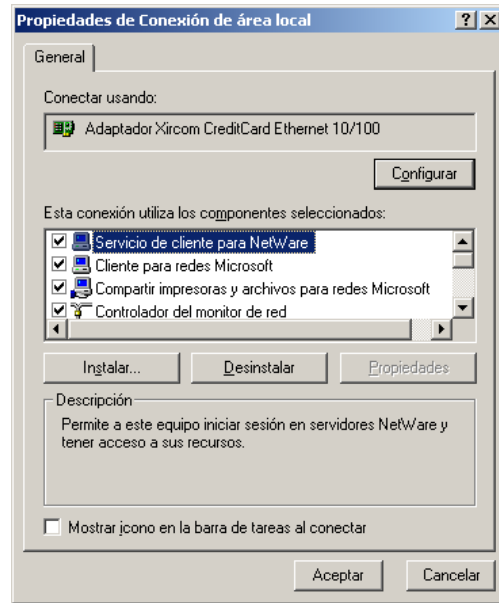 Propiedades de Conexión de área local
General
Conectar usando:
Adaptador Xircom CreditCard Ethernet 10/100
Configurar
Esta conexión utiliza los componentes seleccionados:
Servicio de cliente para NetWare
Cliente para redes Microsoft
Compartir impresoras y archivos para redes Microsoft
Controlador del monitor de red
Instalar... Desinstalar Propiedades
Descripción
Permite a este equipo iniciar sesión en servidores NetWare y
tener acceso a sus recursos.
Mostrar icono en la barra de tareas al conectar
Aceptar Cancelar